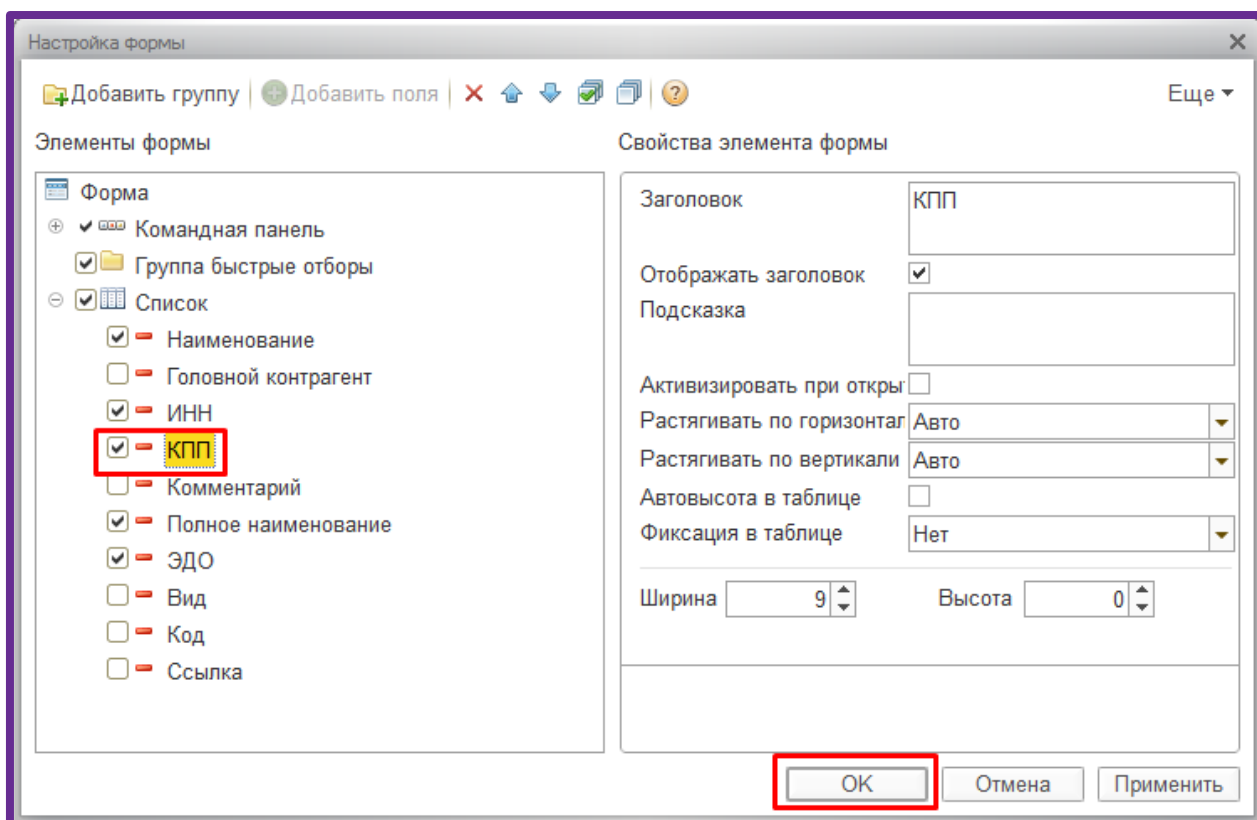 Настройка формы
Добавить группу Добавить поля Еще
Элементы формы
Свойства элемента формы
Форма
Командная панель
Группа быстрые отборы
Список
Наименование
Головной контрагент
ИНН
КПП
Комментарий
Полное наименование
ЭДО
Вид
Код
Ссылка
Заголовок КПП
Отображать заголовок
Подсказка
Активизировать при откры
Растягивать по горизонтал Авто
Растягивать по вертикали Авто
Автовысота в таблице
Фиксация в таблице Нет
Ширина 9 Высота 0
ОК Отмена Применить